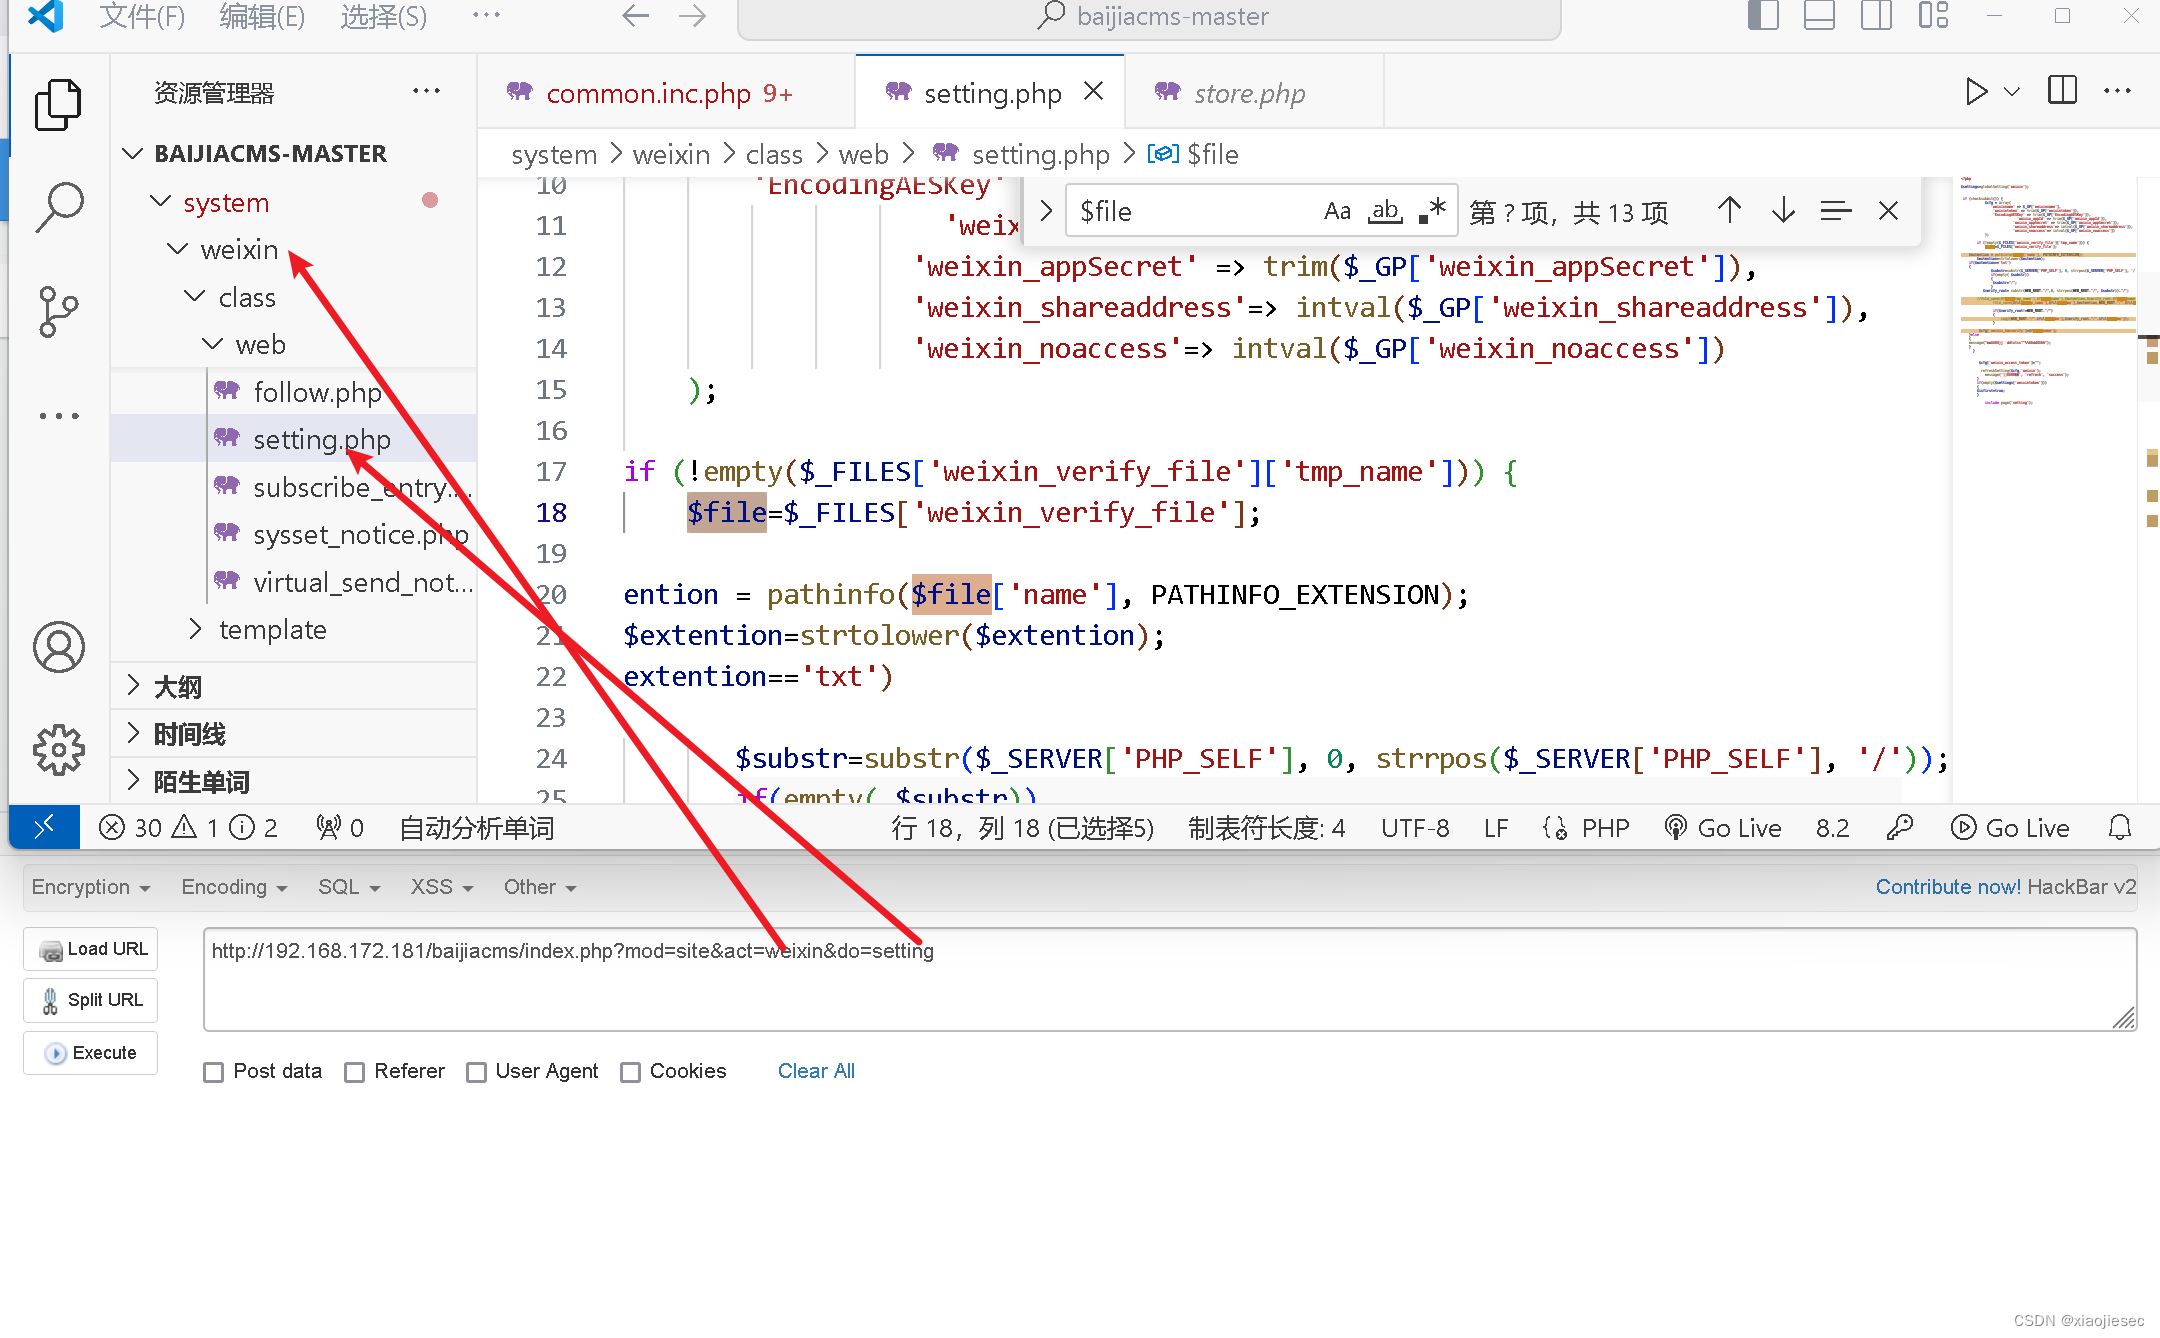 文件(F) 编辑(E) 选择(S) ··· baijiacms-master
资源管理器 ···
common.inc.php 9+ setting.php store.php
BAIJIACMS-MASTER
system
weixin
class
web
follow.php
setting.php
subscribe_entry....
sysset_notice.php
virtual_send_not...
template
大纲
时间线
陌生单词
system > weixin > class > web > setting.php > $file
$file Aa ab .* 第 ? 项，共 13 项
10 'EncodingAESKey'
11 'weix
12 'weixin_appSecret' => trim($_GP['weixin_appSecret']),
13 'weixin_shareaddress'=> intval($_GP['weixin_shareaddress']),
14 'weixin_noaccess'=> intval($_GP['weixin_noaccess'])
15 );
16
17 if (!empty($_FILES['weixin_verify_file']['tmp_name'])) {
18 $file=$_FILES['weixin_verify_file'];
19
20 ention = pathinfo($file['name'], PATHINFO_EXTENSION);
21 $extention=strtolower($extention);
22 extention=='txt')
23
24 $substr=substr($_SERVER['PHP_SELF'], 0, strrpos($_SERVER['PHP_SELF'], '/'));
25 if(empty( $substr))
30 1 2 0 自动分析单词 行 18，列 18 (已选择5) 制表符长度: 4 UTF-8 LF PHP Go Live 8.2 Go Live
Encryption Encoding SQL XSS Other Contribute now! HackBar v2
Load URL
Split URL
Execute
http://192.168.172.181/baijiacms/index.php?mod=site&act=weixin&do=setting
Post data Referer User Agent Cookies Clear All
CSDN @xiaojiesec